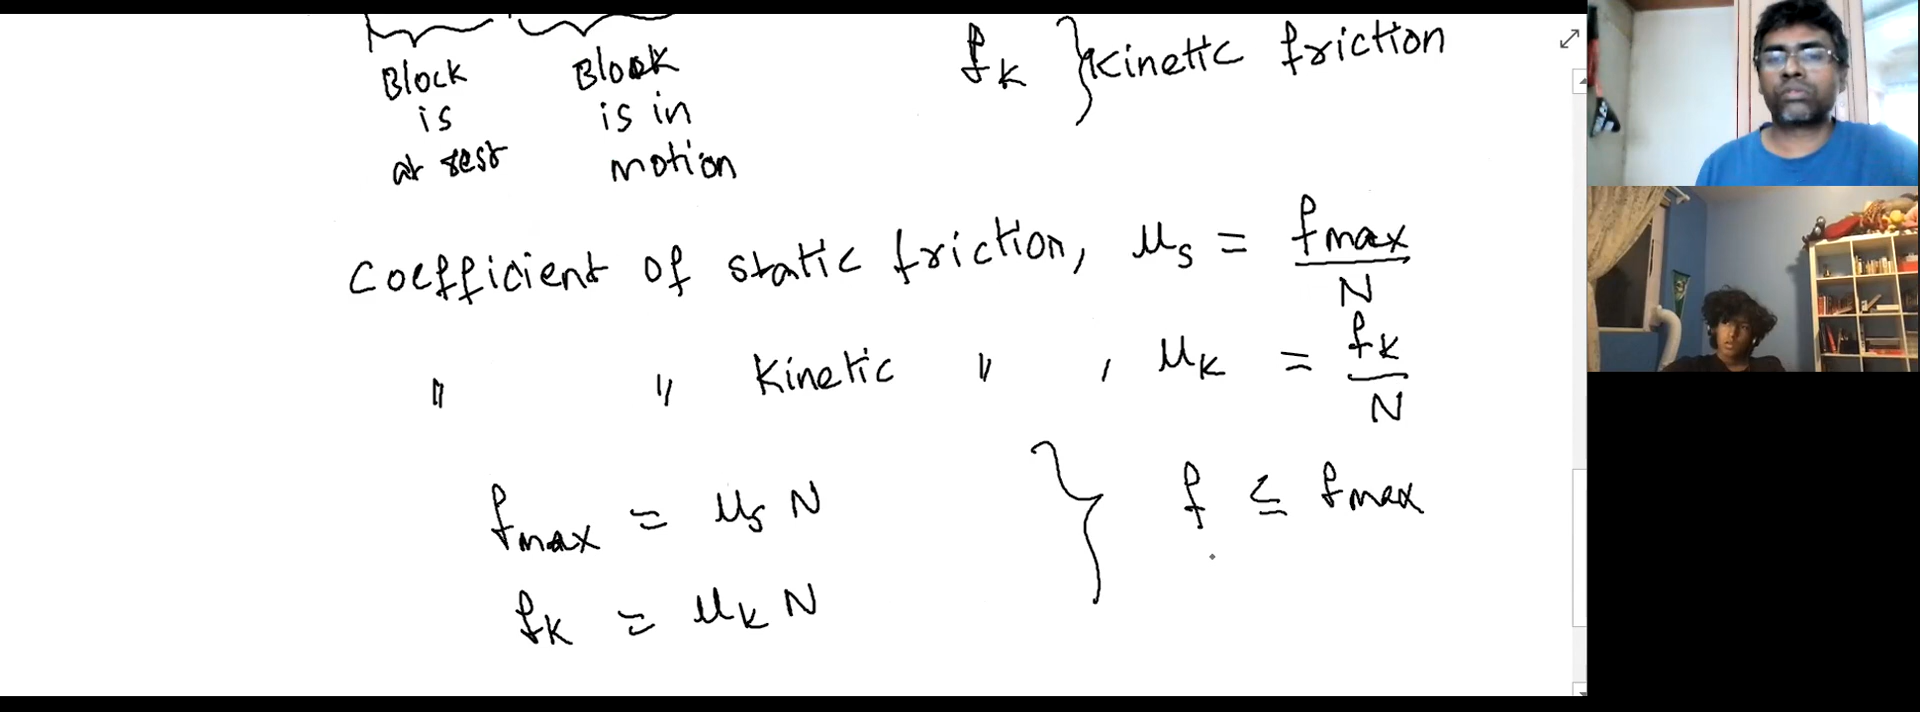 Block
is
at rest
Block
is in
motion
fk } Kinetic friction
Coefficient of static friction, μs = fmax/N
" " Kinetic " , μk = fk/N
fmax = μs N
fk = μk N
} f ≤ fmax